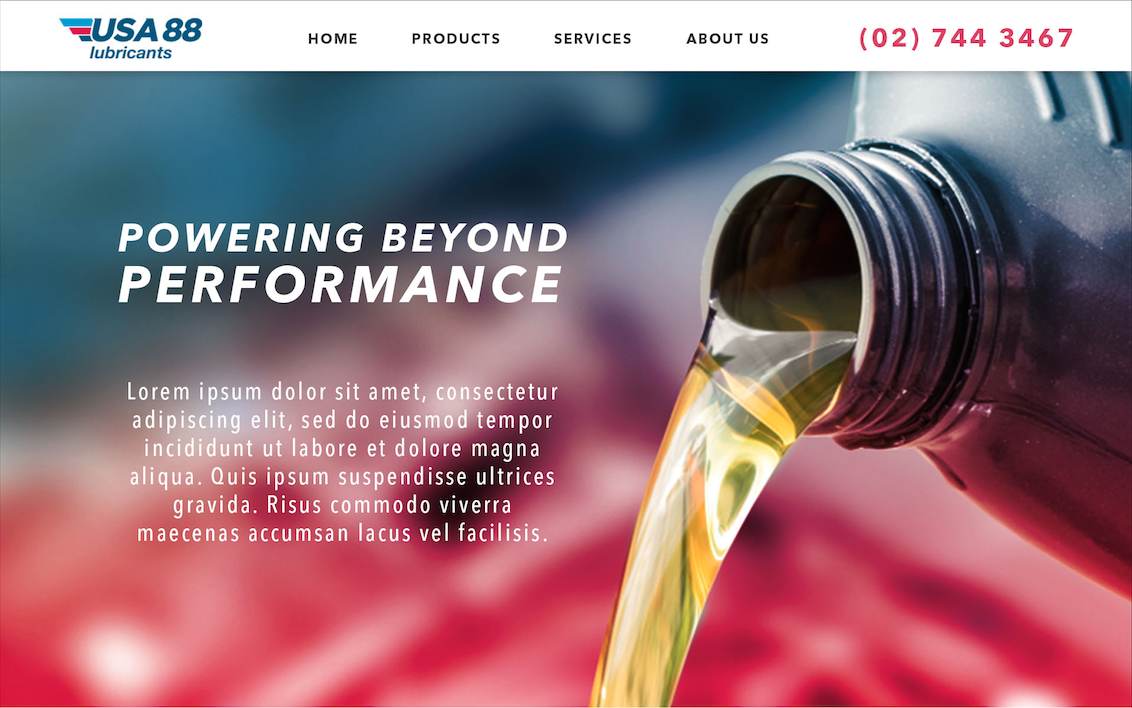 USA 88
lubricants
HOME PRODUCTS SERVICES ABOUT US (02) 744 3467
POWERING BEYOND
PERFORMANCE
Lorem ipsum dolor sit amet, consectetur
adipiscing elit, sed do eiusmod tempor
incididunt ut labore et dolore magna
aliqua. Quis ipsum suspendisse ultrices
gravida. Risus commodo viverra
maecenas accumsan lacus vel facilisis.